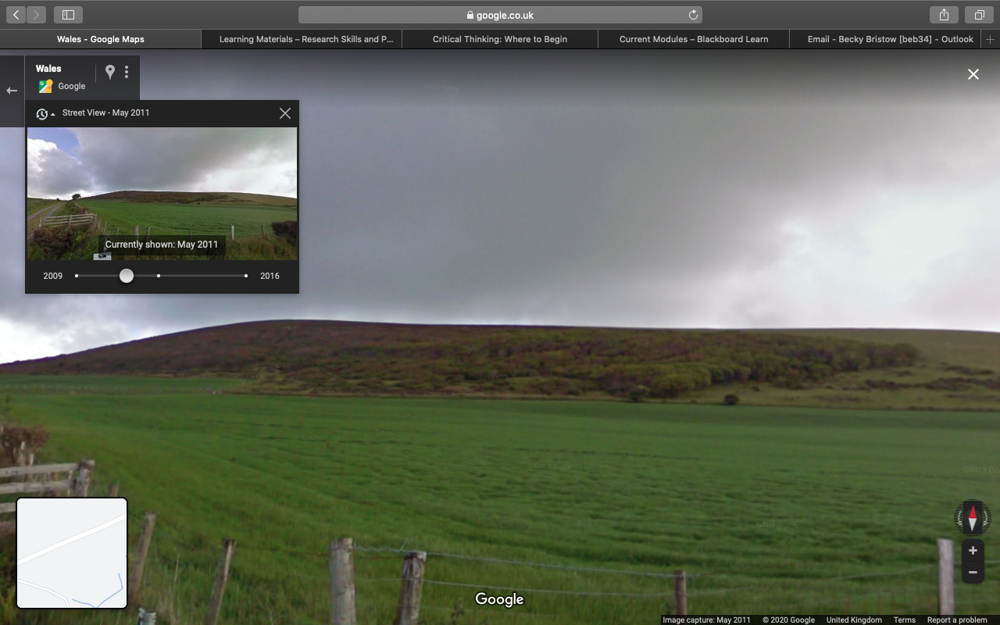 google.co.uk
Wales - Google Maps
Learning Materials – Research Skills and P...
Critical Thinking: Where to Begin
Current Modules – Blackboard Learn
Email - Becky Bristow [beb34] - Outlook
Wales
Google
Street View - May 2011
Currently shown: May 2011
2009
2016
Google
Image capture: May 2011 © 2020 Google United Kingdom Terms Report a problem